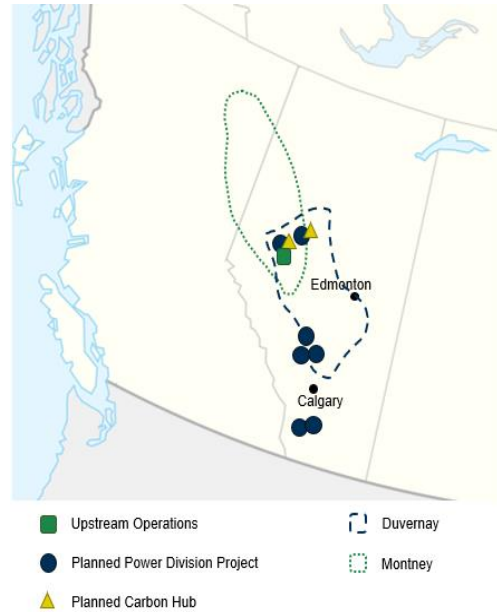 Edmonton
Calgary
Upstream Operations
Duvernay
Planned Power Division Project
Montney
Planned Carbon Hub